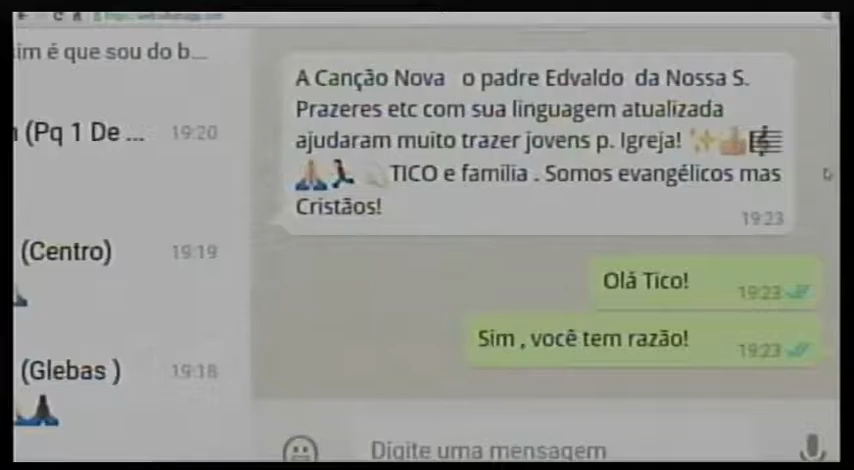 im é que sou do b...
(Pq 1 De ... 19:20
(Centro) 19:19
(Glebas ) 19:18
A Canção Nova o padre Edvaldo da Nossa S.
Prazeres etc com sua linguagem atualizada
ajudaram muito trazer jovens p. Igreja!
TICO e familia . Somos evangélicos mas
Cristãos!
19:23
Olá Tico! 19:23
Sim , você tem razão! 19:23
Digite uma mensagem